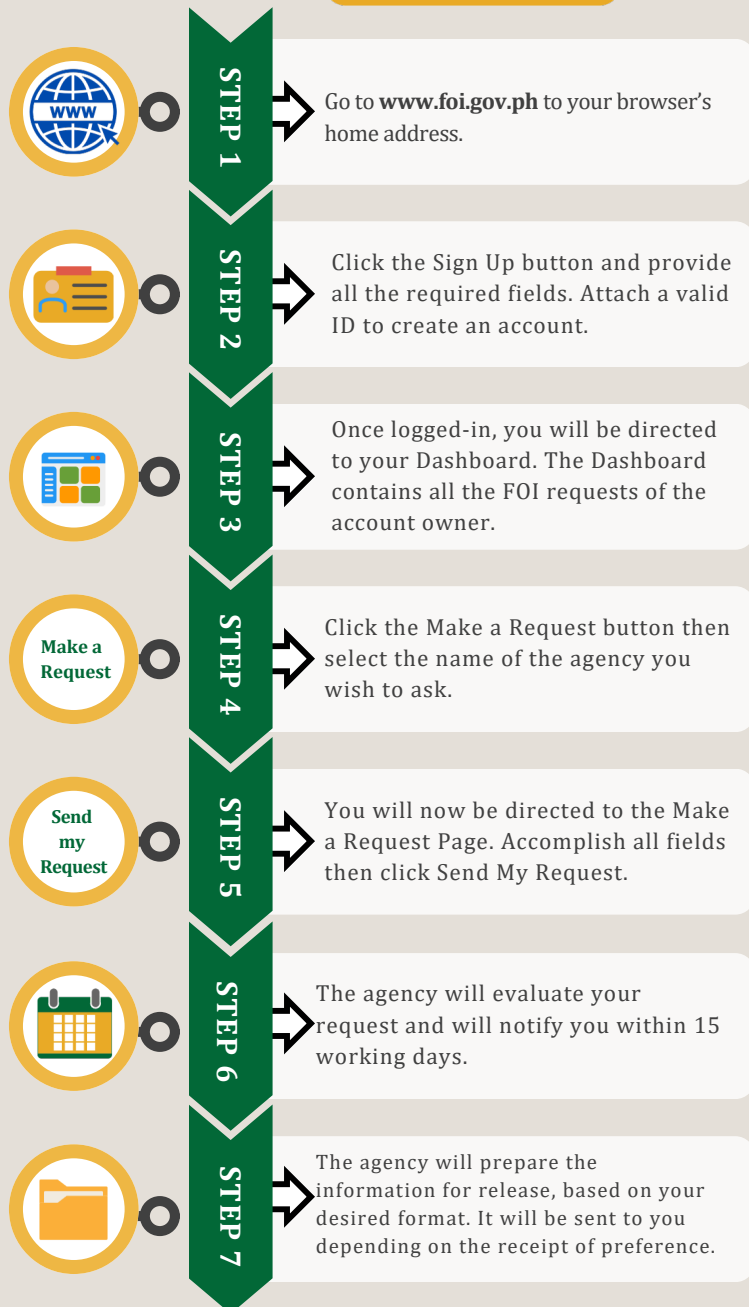 WWW
STEP 1
Go to www.foi.gov.ph to your browser's
home address.
STEP 2
Click the Sign Up button and provide
all the required fields. Attach a valid
ID to create an account.
STEP 3
Once logged-in, you will be directed
to your Dashboard. The Dashboard
contains all the FOI requests of the
account owner.
Make a
Request
STEP 4
Click the Make a Request button then
select the name of the agency you
wish to ask.
Send
my
Request
STEP 5
You will now be directed to the Make
a Request Page. Accomplish all fields
then click Send My Request.
STEP 6
The agency will evaluate your
request and will notify you within 15
working days.
STEP 7
The agency will prepare the
information for release, based on your
desired format. It will be sent to you
depending on the receipt of preference.